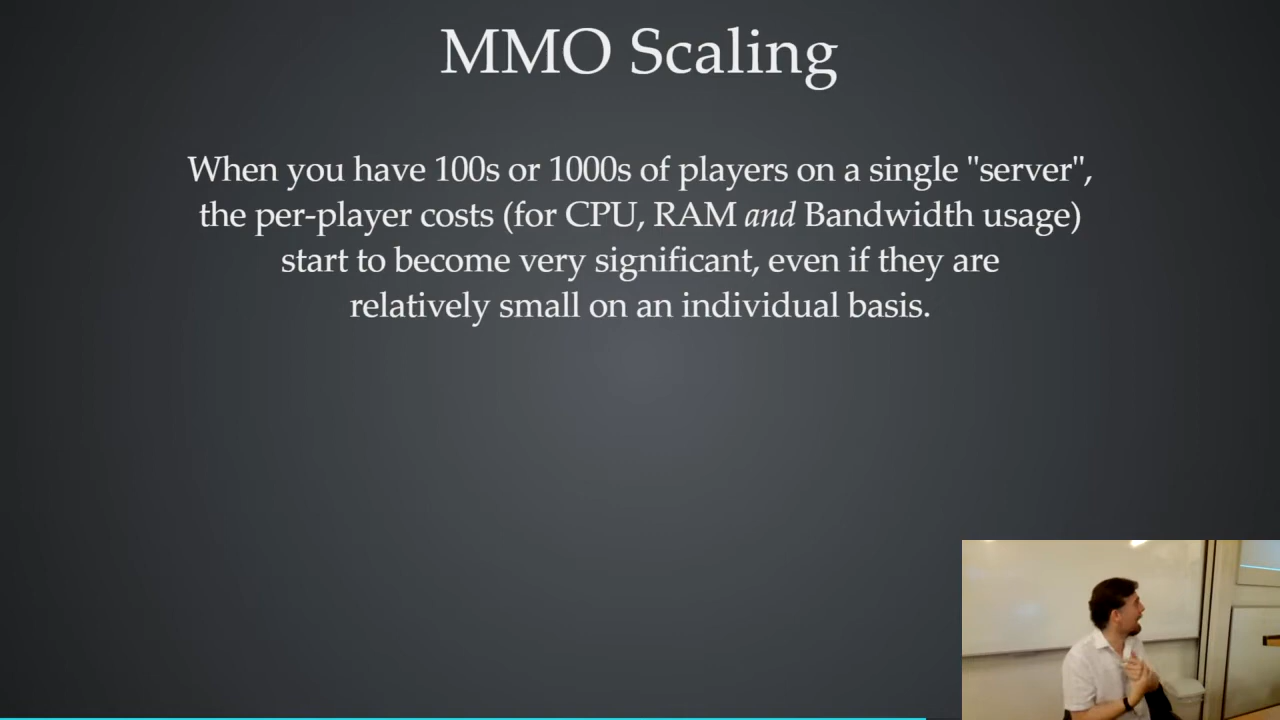 MMO Scaling
When you have 100s or 1000s of players on a single "server",
the per-player costs (for CPU, RAM and Bandwidth usage)
start to become very significant, even if they are
relatively small on an individual basis.